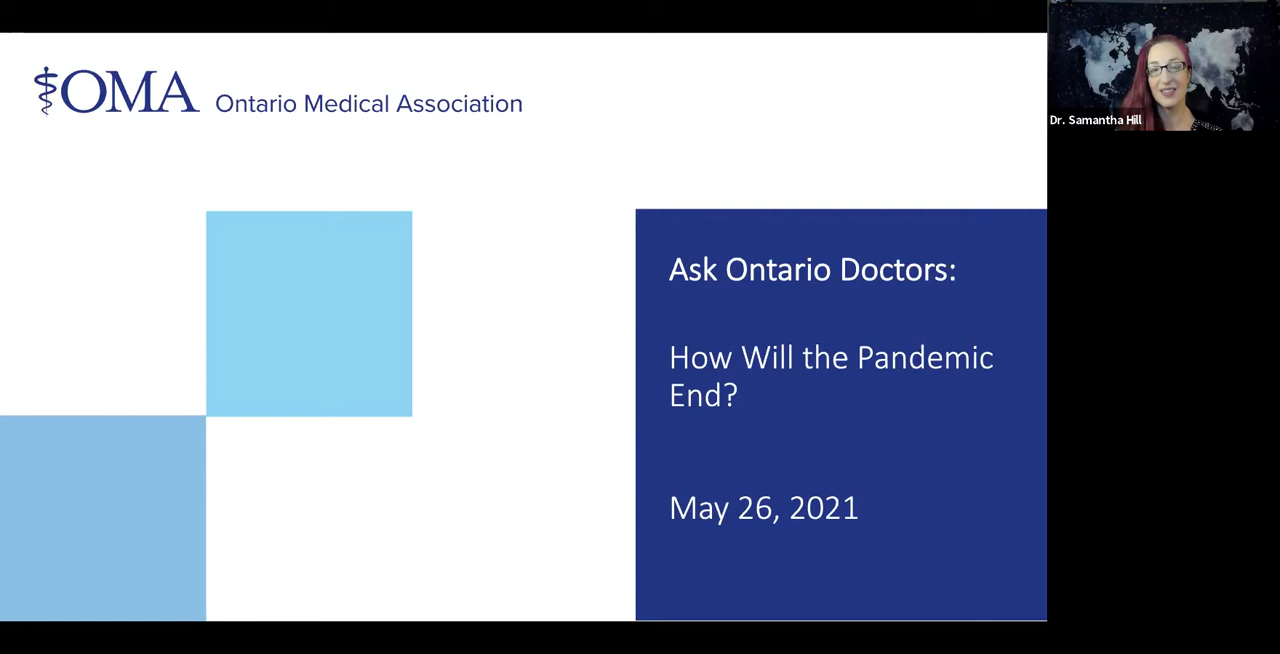 OMA Ontario Medical Association
Dr. Samantha Hill
Ask Ontario Doctors:
How Will the Pandemic
End?
May 26, 2021